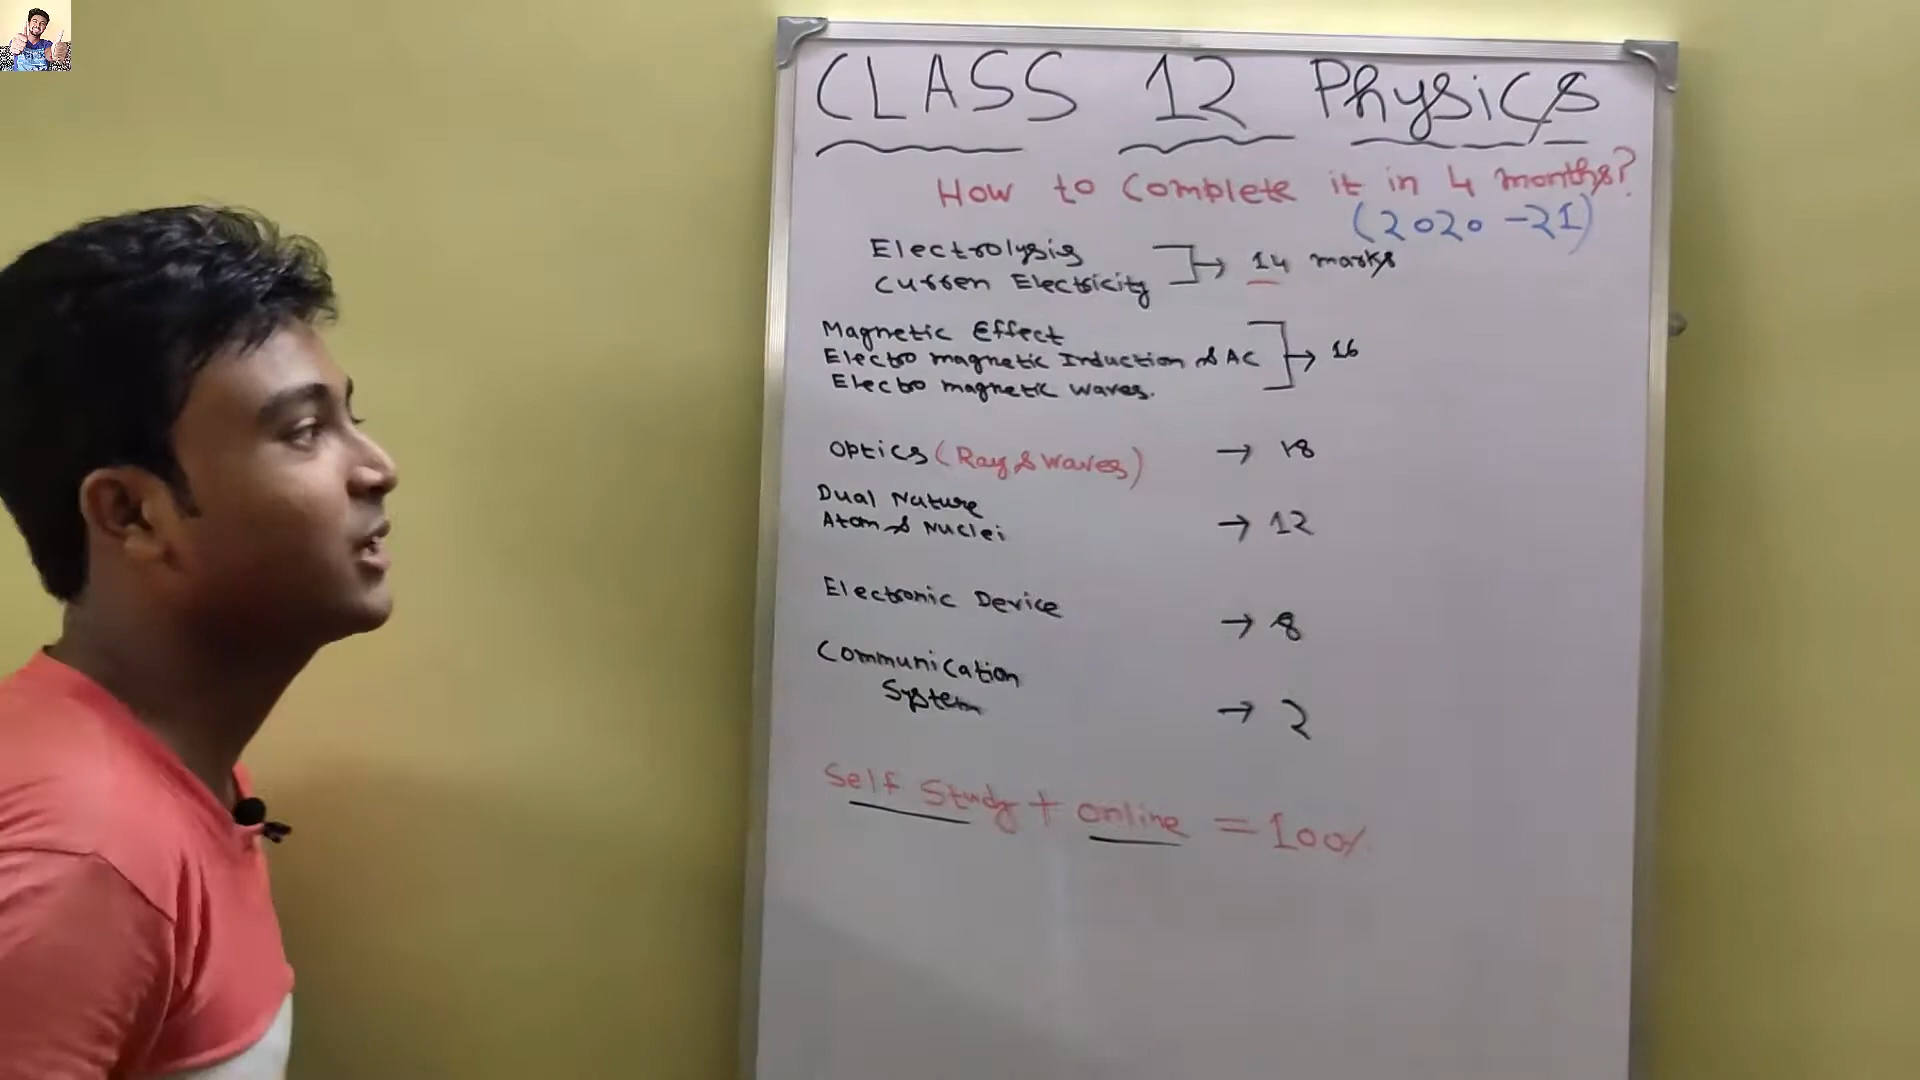 CLASS 12 Physics
How to complete it in 4 months?
(2020-21)
Electrolysis
Curren Electricity → 14 marks
Magnetic Effect
Electro magnetic Induction & AC → 16
Electro magnetic waves.
Optics (Ray & waves) → 18
Dual Nature
Atom & Nuclei → 12
Electronic Device → 8
Communication
System → 2
Self Study + online = 100%